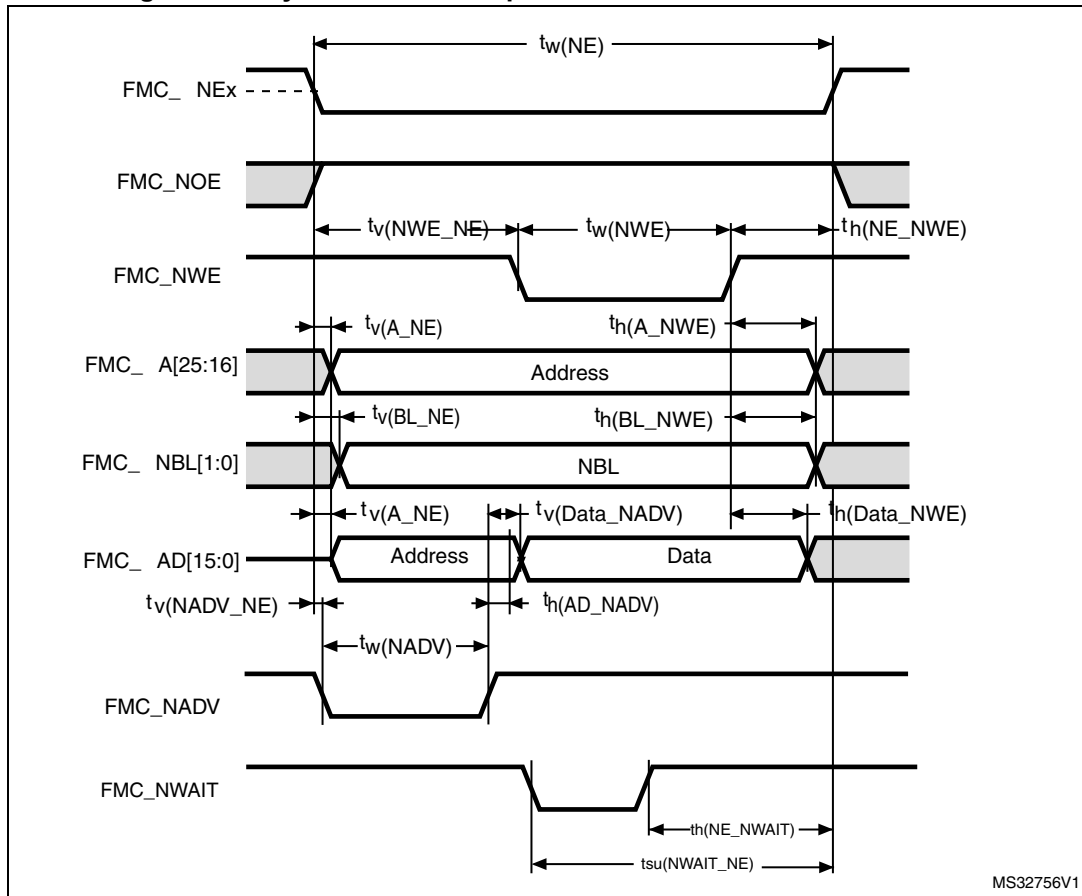 tw(NE)
FMC_ NEx
FMC_NOE
tv(NWE_NE) tw(NWE) th(NE_NWE)
FMC_NWE
tv(A_NE) th(A_NWE)
FMC_ A[25:16] Address
tv(BL_NE) th(BL_NWE)
FMC_ NBL[1:0] NBL
tv(A_NE) tv(Data_NADV) th(Data_NWE)
FMC_ AD[15:0] Address Data
tv(NADV_NE) th(AD_NADV)
tw(NADV)
FMC_NADV
FMC_NWAIT
th(NE_NWAIT)
tsu(NWAIT_NE)
MS32756V1